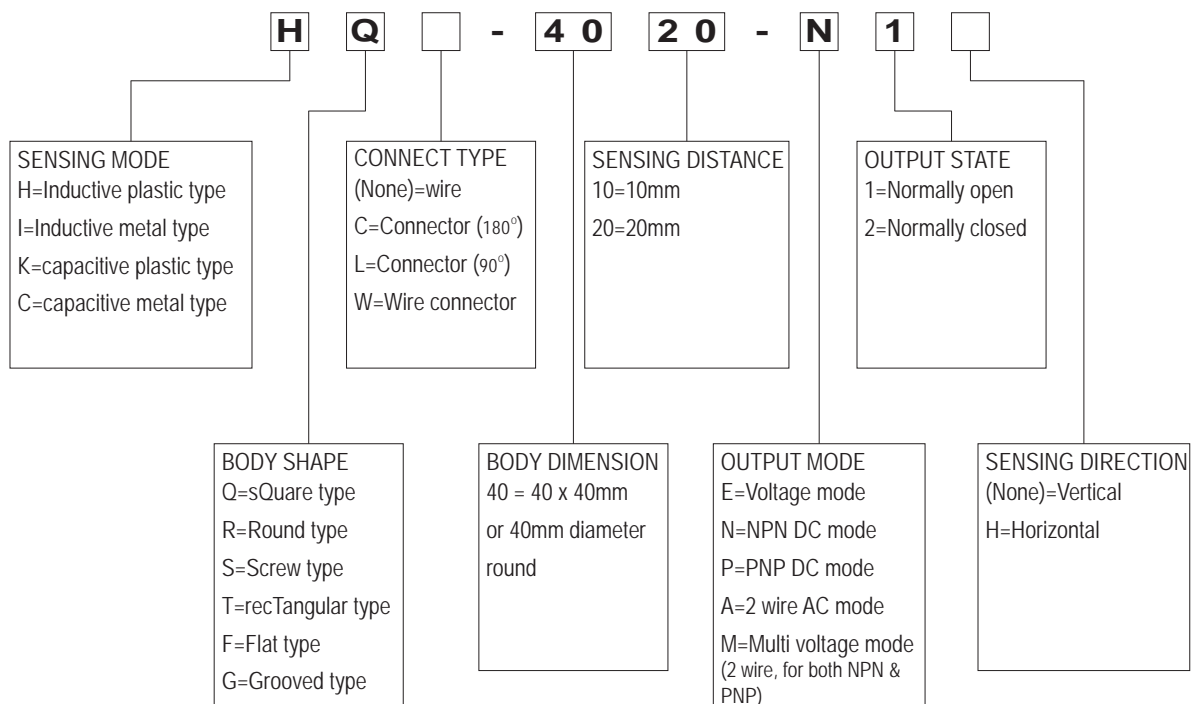 H Q - 4 0 2 0 - N 1
SENSING MODE
H=Inductive plastic type
I=Inductive metal type
K=capacitive plastic type
C=capacitive metal type
CONNECT TYPE
(None)=wire
C=Connector (180°)
L=Connector (90°)
W=Wire connector
SENSING DISTANCE
10=10mm
20=20mm
OUTPUT STATE
1=Normally open
2=Normally closed
BODY SHAPE
Q=sQuare type
R=Round type
S=Screw type
T=recTangular type
F=Flat type
G=Grooved type
BODY DIMENSION
40 = 40 x 40mm
or 40mm diameter
round
OUTPUT MODE
E=Voltage mode
N=NPN DC mode
P=PNP DC mode
A=2 wire AC mode
M=Multi voltage mode
(2 wire, for both NPN &
PNP)
SENSING DIRECTION
(None)=Vertical
H=Horizontal